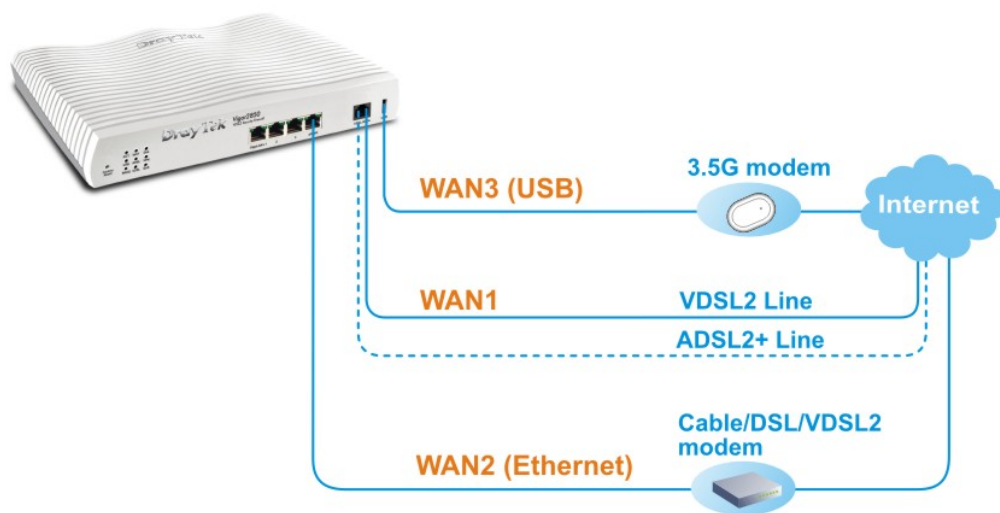 DrayTek
DrayTek
Vigor2850
3.5G modem
WAN3 (USB)
Internet
WAN1
VDSL2 Line
ADSL2+ Line
Cable/DSL/VDSL2
modem
WAN2 (Ethernet)